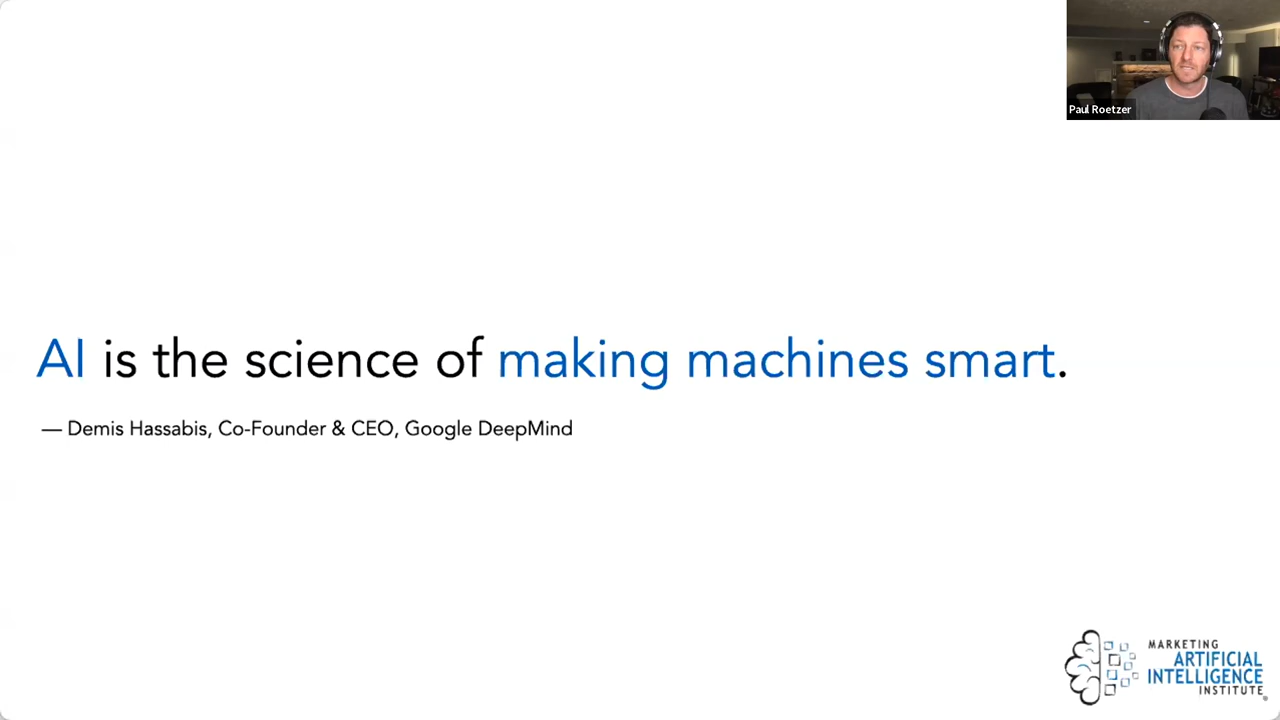 Paul Roetzer
AI is the science of making machines smart.
— Demis Hassabis, Co-Founder & CEO, Google DeepMind
MARKETING
ARTIFICIAL
INTELLIGENCE
INSTITUTE®